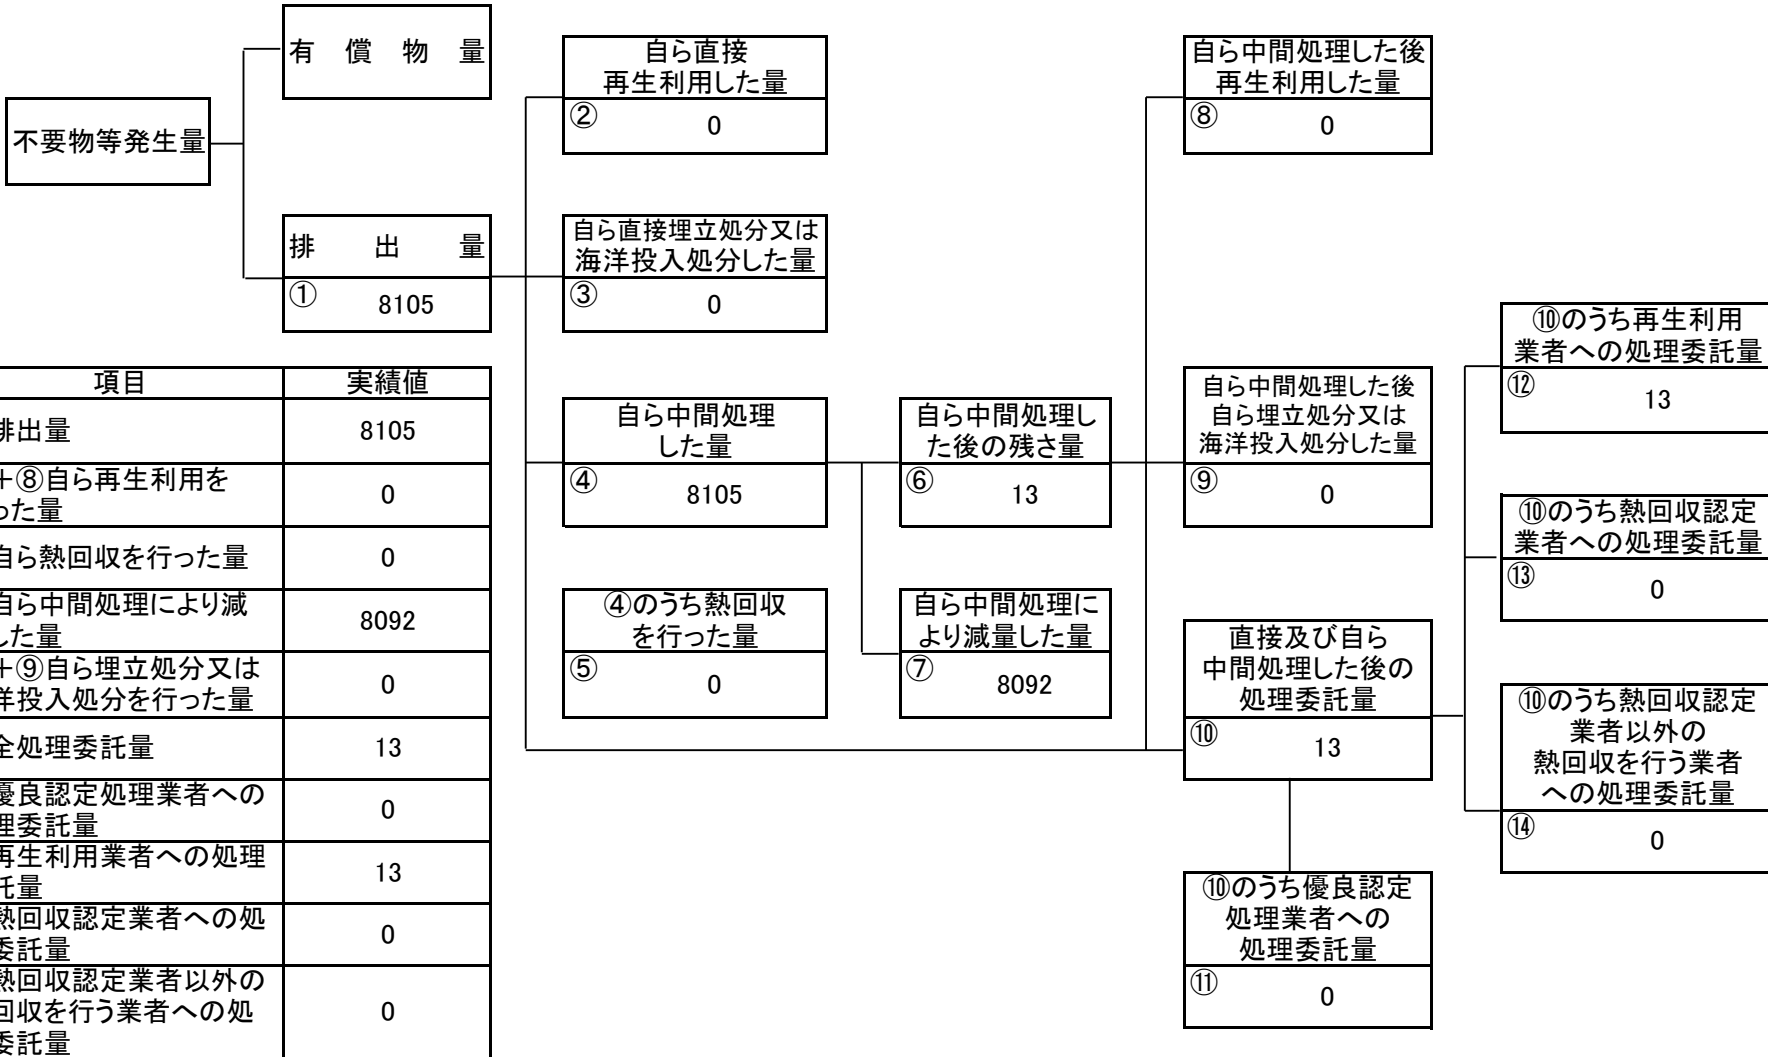 有償物量
不要物等発生量
排出量
①
8105
自ら直接
再生利用した量
②
0
自ら直接埋立処分又は
海洋投入処分した量
③
0
自ら中間処理
した量
④
8105
④のうち熱回収
を行った量
⑤
0
自ら中間処理し
た後の残さ量
⑥
13
自ら中間処理に
より減量した量
⑦
8092
自ら中間処理した後
再生利用した量
⑧
0
自ら中間処理した後
自ら埋立処分又は
海洋投入処分した量
⑨
0
直接及び自ら
中間処理した後の
処理委託量
⑩
13
⑩のうち優良認定
処理業者への
処理委託量
⑪
0
⑩のうち再生利用
業者への処理委託量
⑫
13
⑩のうち熱回収認定
業者への処理委託量
⑬
0
⑩のうち熱回収認定
業者以外の
熱回収を行う業者
への処理委託量
⑭
0
項目 実績値
排出量 8105
+⑧自ら再生利用を
った量
0
自ら熱回収を行った量 0
自ら中間処理により減
した量
8092
+⑨自ら埋立処分又は
洋投入処分を行った量
0
全処理委託量 13
優良認定処理業者への
理委託量
0
再生利用業者への処理
託量
13
熱回収認定業者への処
委託量
0
熱回収認定業者以外の
回収を行う業者への処
委託量
0